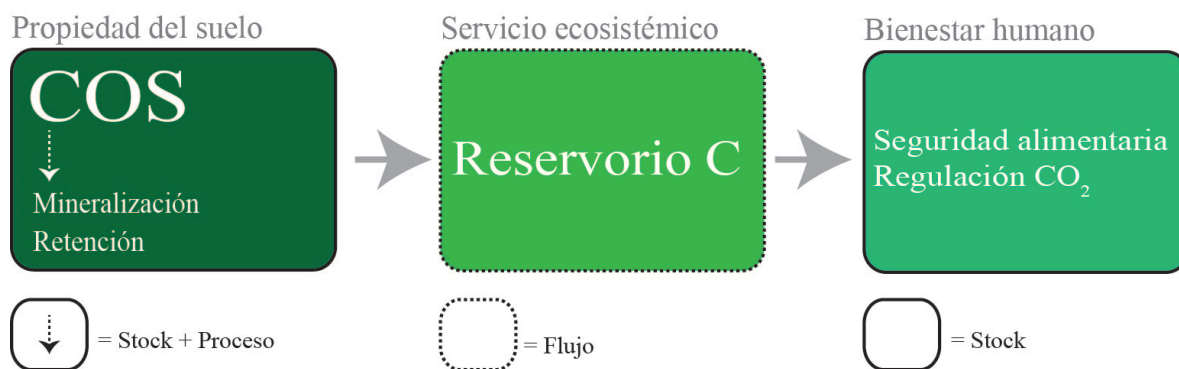 Propiedad del suelo
Servicio ecosistémico
Bienestar humano
COS
Mineralización
Retención
Reservorio C
Seguridad alimentaria
Regulación CO₂
= Stock + Proceso
= Flujo
= Stock